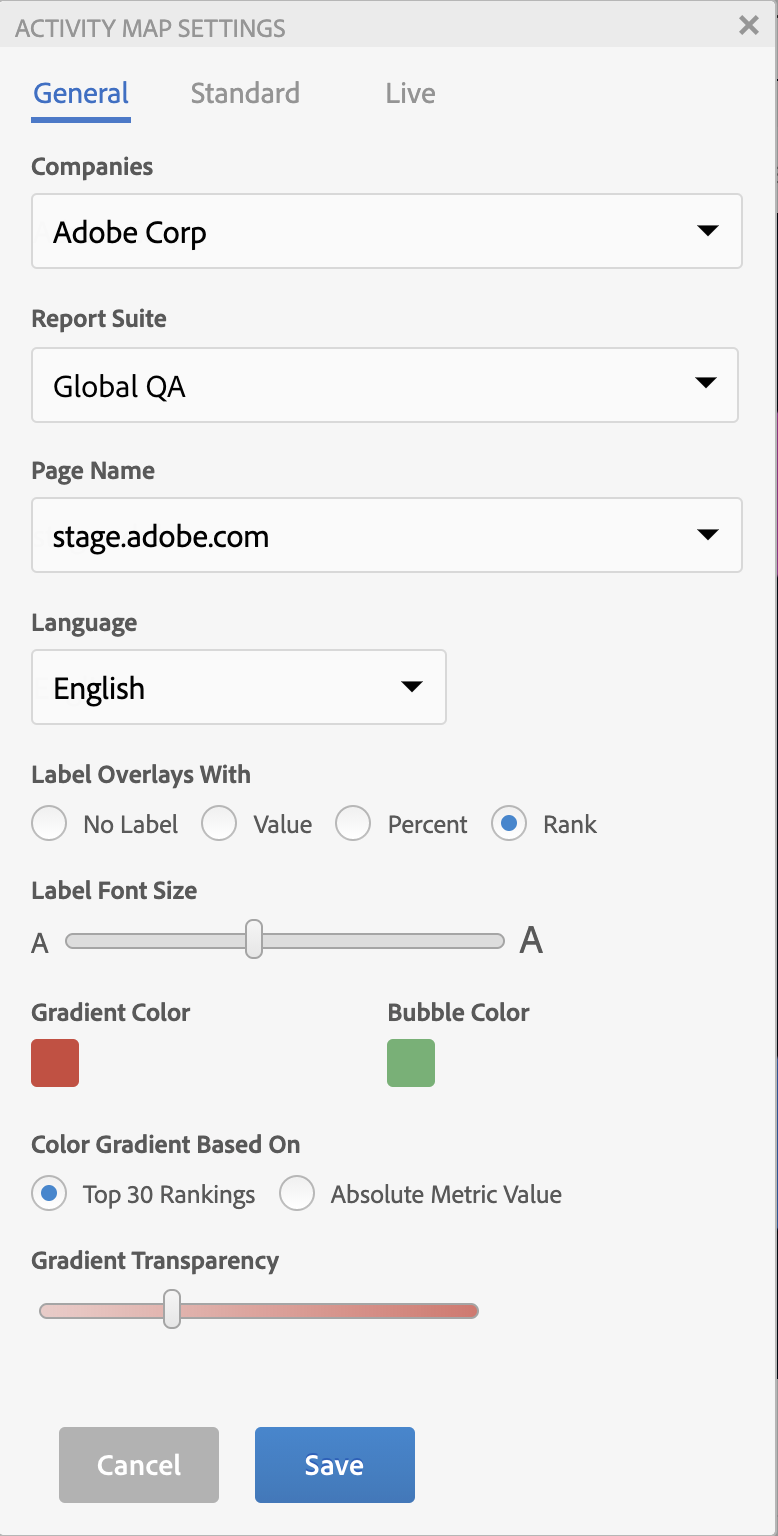 ACTIVITY MAP SETTINGS
General Standard Live
Companies
Adobe Corp
Report Suite
Global QA
Page Name
stage.adobe.com
Language
English
Label Overlays With
No Label Value Percent Rank
Label Font Size
A A
Gradient Color Bubble Color
Color Gradient Based On
Top 30 Rankings Absolute Metric Value
Gradient Transparency
Cancel Save